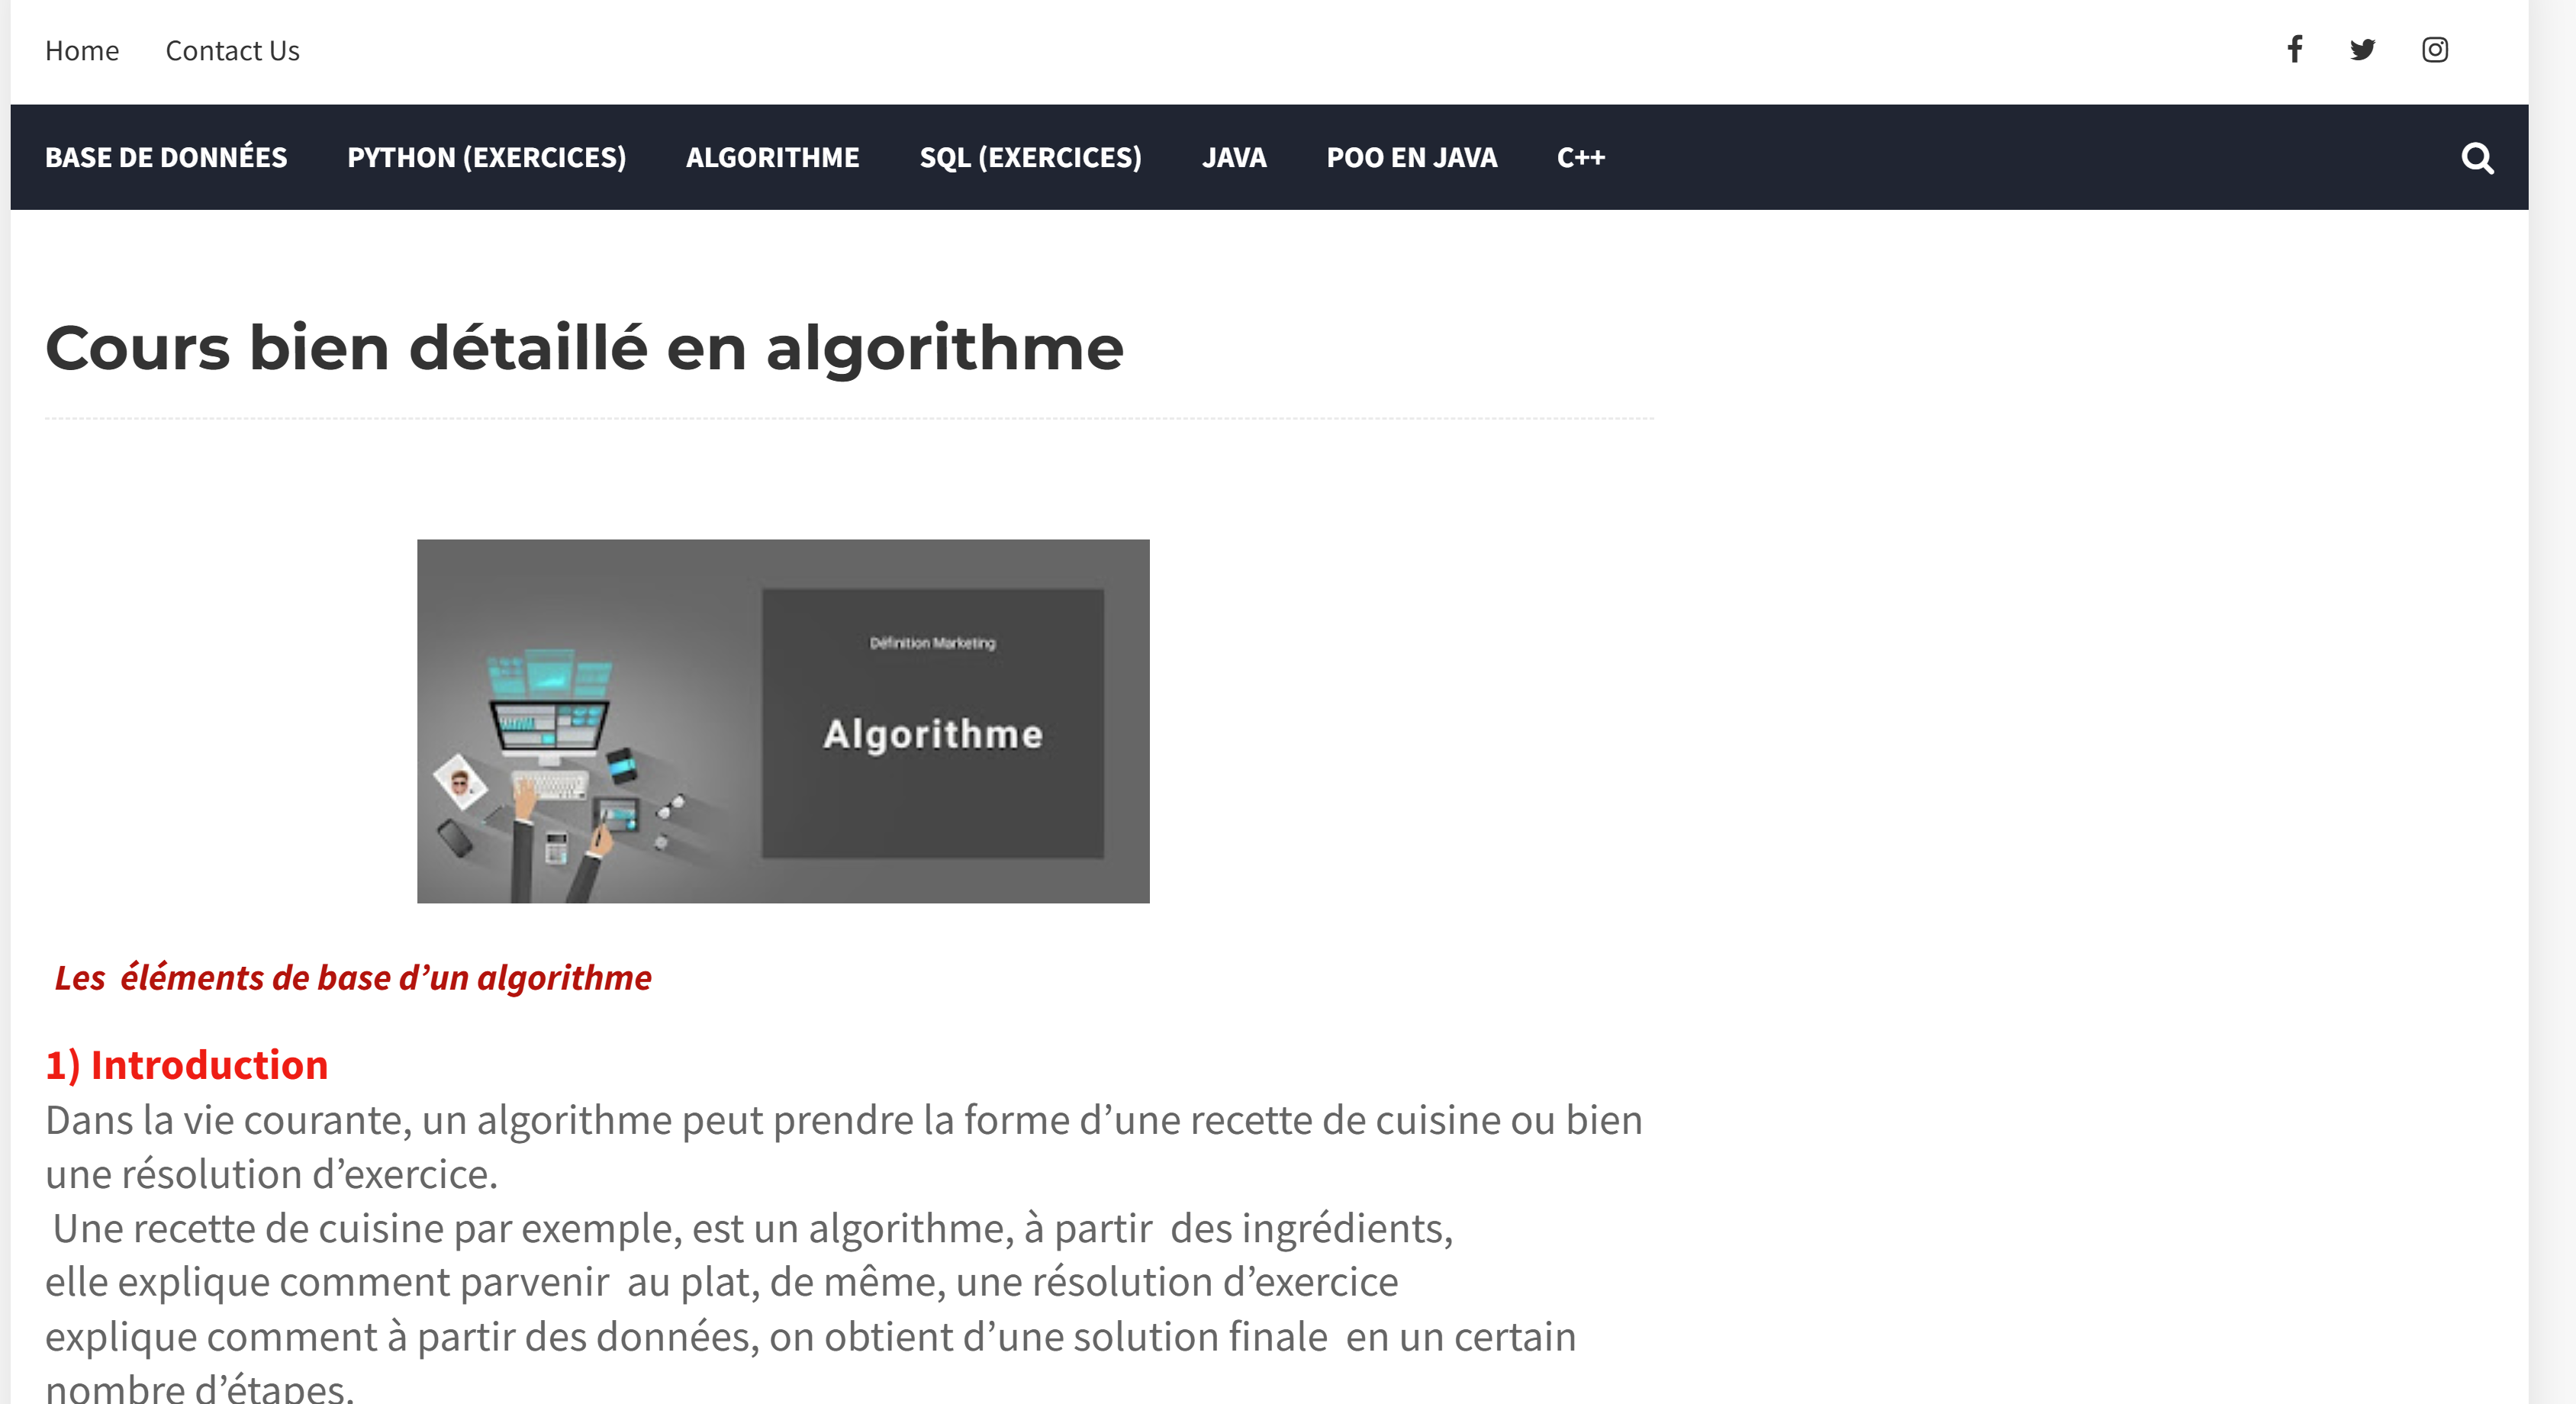 Home Contact Us
BASE DE DONNÉES PYTHON (EXERCICES) ALGORITHME SQL (EXERCICES) JAVA POO EN JAVA C++
Cours bien détaillé en algorithme
Définition Marketing
Algorithme
Les éléments de base d’un algorithme
1) Introduction
Dans la vie courante, un algorithme peut prendre la forme d’une recette de cuisine ou bien
une résolution d’exercice.
Une recette de cuisine par exemple, est un algorithme, à partir des ingrédients,
elle explique comment parvenir au plat, de même, une résolution d’exercice
explique comment à partir des données, on obtient d’une solution finale en un certain
nombre d’étapes.